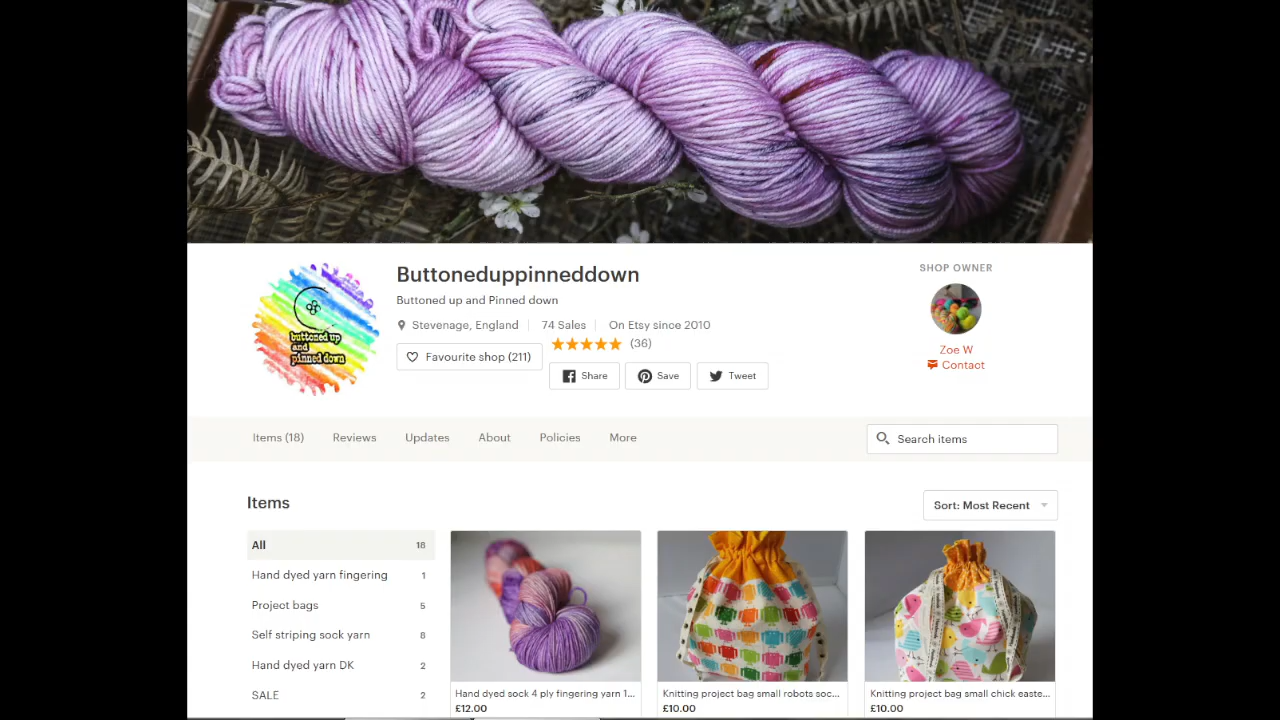 Buttoneduppinneddown
Buttoned up and Pinned down
Stevenage, England
74 Sales
On Etsy since 2010
(36)
Favourite shop (211)
Share
Save
Tweet
buttoned up
and
pinned down
SHOP OWNER
Zoe W
Contact
Items (18)
Reviews
Updates
About
Policies
More
Search items
Items
Sort: Most Recent
All 18
Hand dyed yarn fingering 1
Project bags 5
Self striping sock yarn 8
Hand dyed yarn DK 2
SALE 2
Hand dyed sock 4 ply fingering yarn 1...
£12.00
Knitting project bag small robots soc...
£10.00
Knitting project bag small chick easte...
£10.00